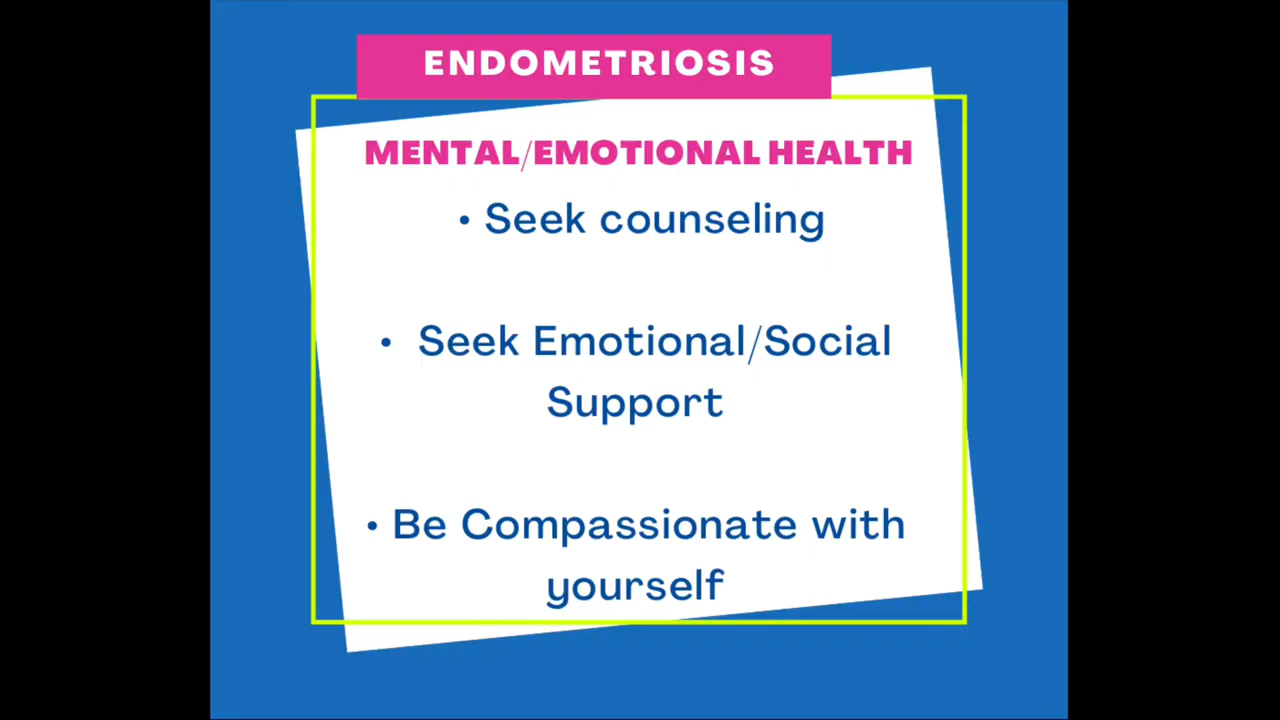 ENDOMETRIOSIS
MENTAL/EMOTIONAL HEALTH
• Seek counseling
• Seek Emotional/Social
Support
• Be Compassionate with
yourself